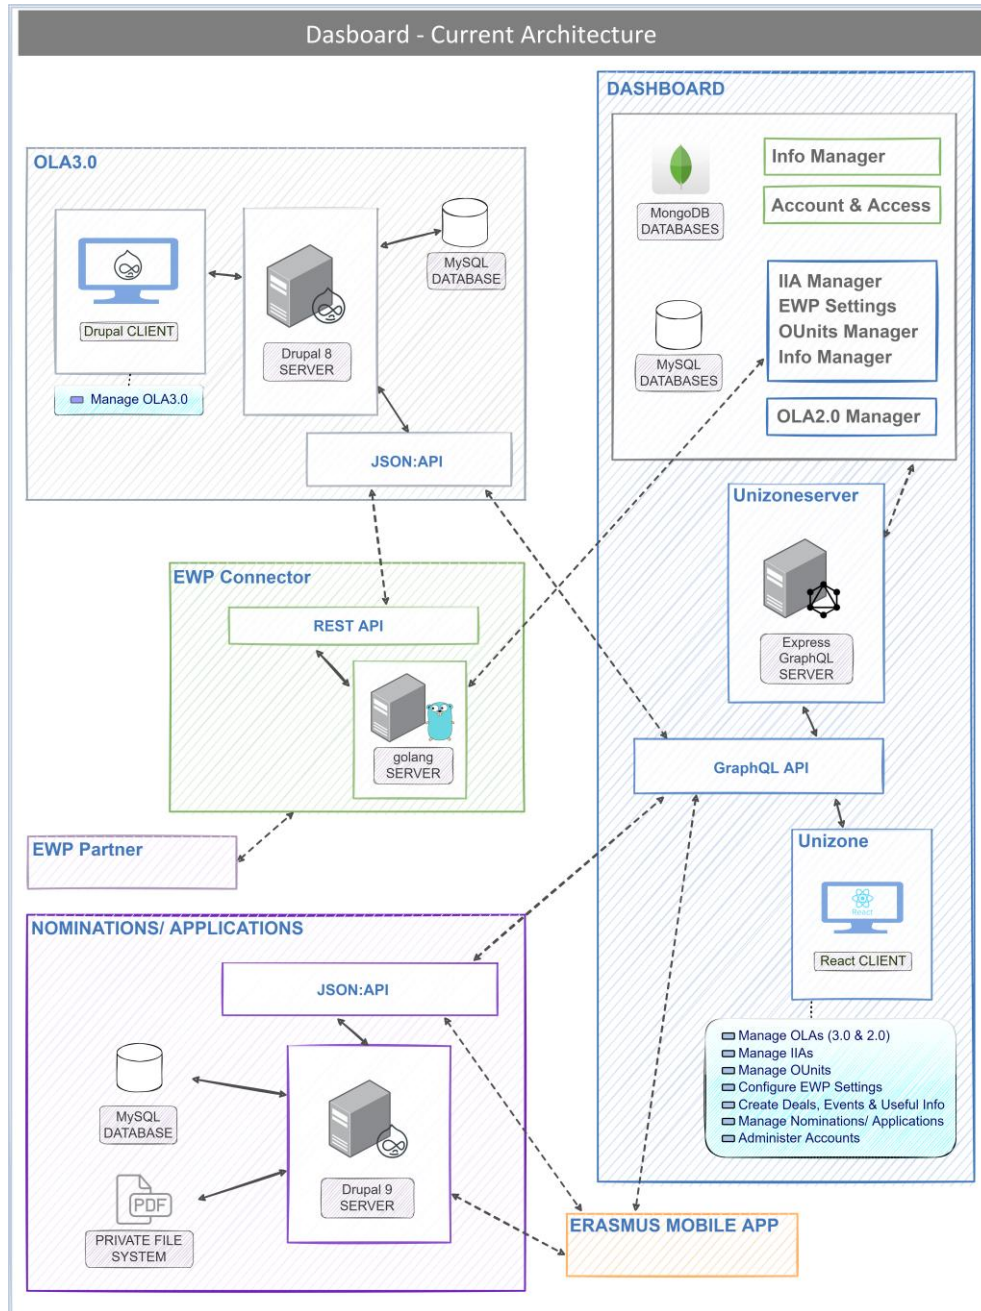 Dasboard - Current Architecture
OLA3.0
Drupal CLIENT
Manage OLA3.0
Drupal 8
SERVER
MySQL
DATABASE
JSON:API
DASHBOARD
MongoDB
DATABASES
Info Manager
Account & Access
MySQL
DATABASES
IIA Manager
EWP Settings
OUnits Manager
Info Manager
OLA2.0 Manager
Unizoneserver
Express
GraphQL
SERVER
GraphQL API
Unizone
React
React CLIENT
Manage OLAs (3.0 & 2.0)
Manage IIAs
Manage OUnits
Configure EWP Settings
Create Deals, Events & Useful Info
Manage Nominations/ Applications
Administer Accounts
EWP Connector
REST API
golang
SERVER
EWP Partner
NOMINATIONS/ APPLICATIONS
JSON:API
MySQL
DATABASE
PDF
PRIVATE FILE
SYSTEM
Drupal 9
SERVER
ERASMUS MOBILE APP